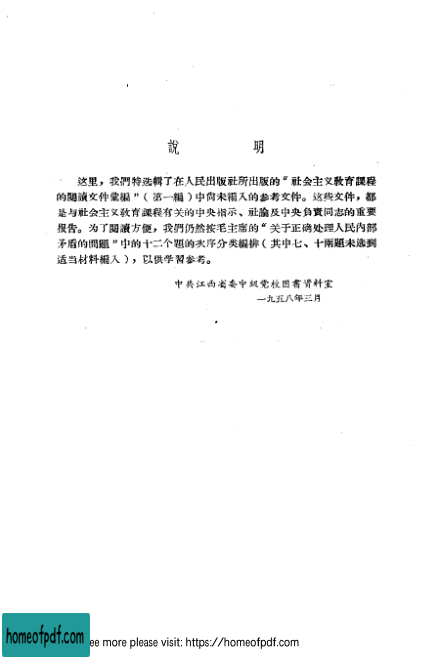 說 明
这里，我們特选輯了在人民出版社所出版的“社会主义敎育課程
的閱讀文件彙編”（第一編）中尙未編入的参考文件。这些文件，都
是与社会主义敎育課程有关的中央指示、社論及中央負責同志的重要
报告。为了閱讀方便，我們仍然按毛主席的“关于正确处理人民內部
矛盾的問題”中的十二个題的次序分类編排（其中七、十兩題未选到
适当材料編入），以供学習参考。
中共江西省委中級党校图書資料室
一九五八年三月
homeofpdf.com
ee more please visit: https://homeofpdf.com